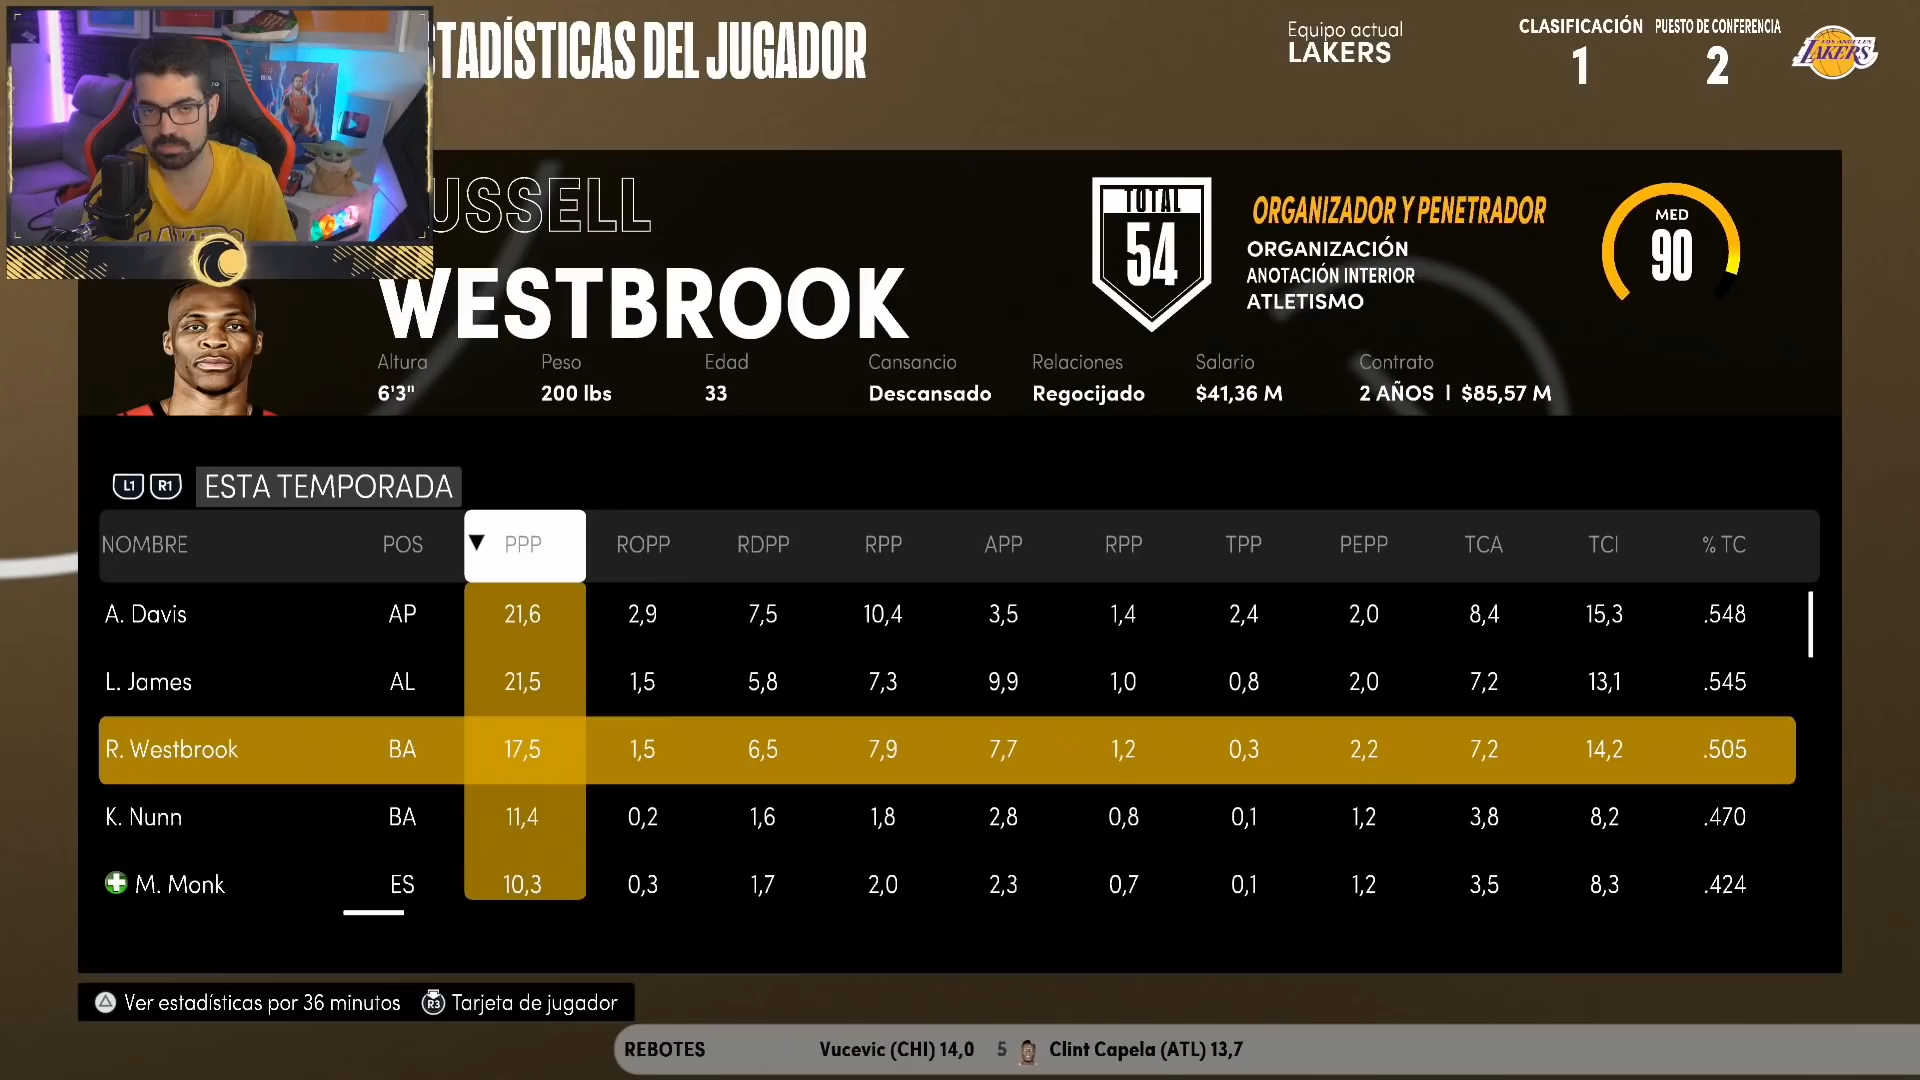 STADÍSTICAS DEL JUGADOR
Equipo actual
LAKERS
CLASIFICACIÓN
1
PUESTO DE CONFERENCIA
2
LOS ANGELES
LAKERS
USSELL
WESTBROOK
TOTAL
54
ORGANIZADOR Y PENETRADOR
ORGANIZACIÓN
ANOTACIÓN INTERIOR
ATLETISMO
MED
90
Altura Peso Edad Cansancio Relaciones Salario Contrato
6'3" 200 lbs 33 Descansado Regocijado $41,36 M 2 AÑOS | $85,57 M
L1 R1 ESTA TEMPORADA
NOMBRE POS ▼ PPP ROPP RDPP RPP APP RPP TPP PEPP TCA TCI % TC
A. Davis AP 21,6 2,9 7,5 10,4 3,5 1,4 2,4 2,0 8,4 15,3 .548
L. James AL 21,5 1,5 5,8 7,3 9,9 1,0 0,8 2,0 7,2 13,1 .545
R. Westbrook BA 17,5 1,5 6,5 7,9 7,7 1,2 0,3 2,2 7,2 14,2 .505
K. Nunn BA 11,4 0,2 1,6 1,8 2,8 0,8 0,1 1,2 3,8 8,2 .470
M. Monk ES 10,3 0,3 1,7 2,0 2,3 0,7 0,1 1,2 3,5 8,3 .424
Ver estadísticas por 36 minutos R3 Tarjeta de jugador
REBOTES Vucevic (CHI) 14,0 5 Clint Capela (ATL) 13,7